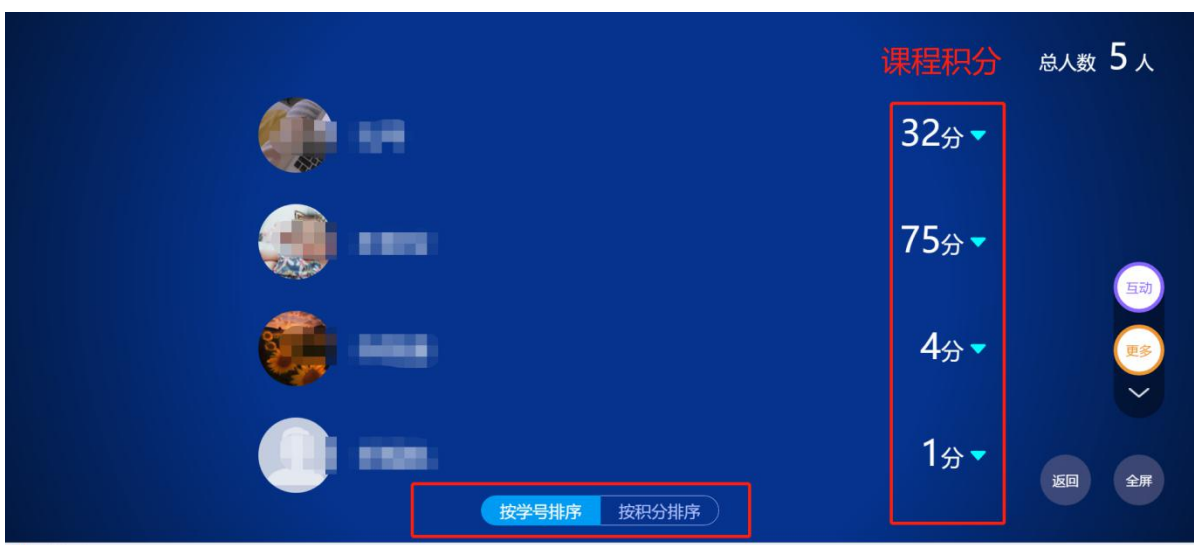 课程积分 总人数 5 人
32分
75分
互动
4分
更多
1分
返回 全屏
按学号排序 按积分排序